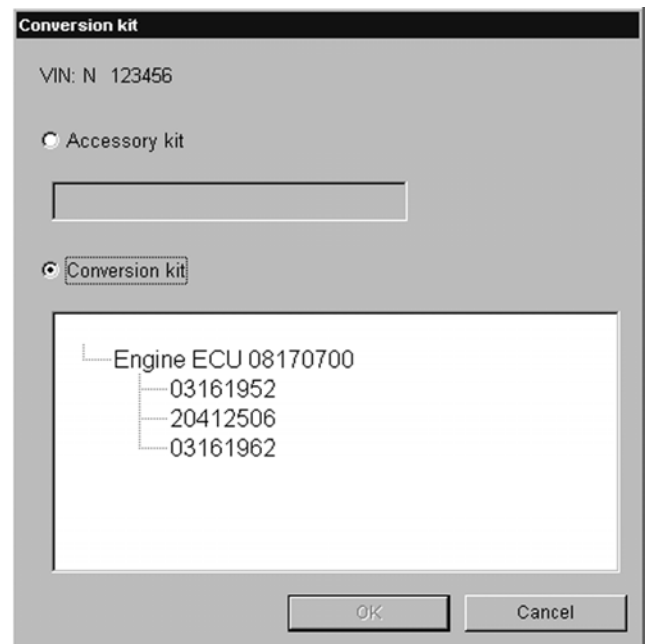 Conversion kit
VIN: N 123456
Accessory kit
Conversion kit
Engine ECU 08170700
03161952
20412506
03161962
OK
Cancel